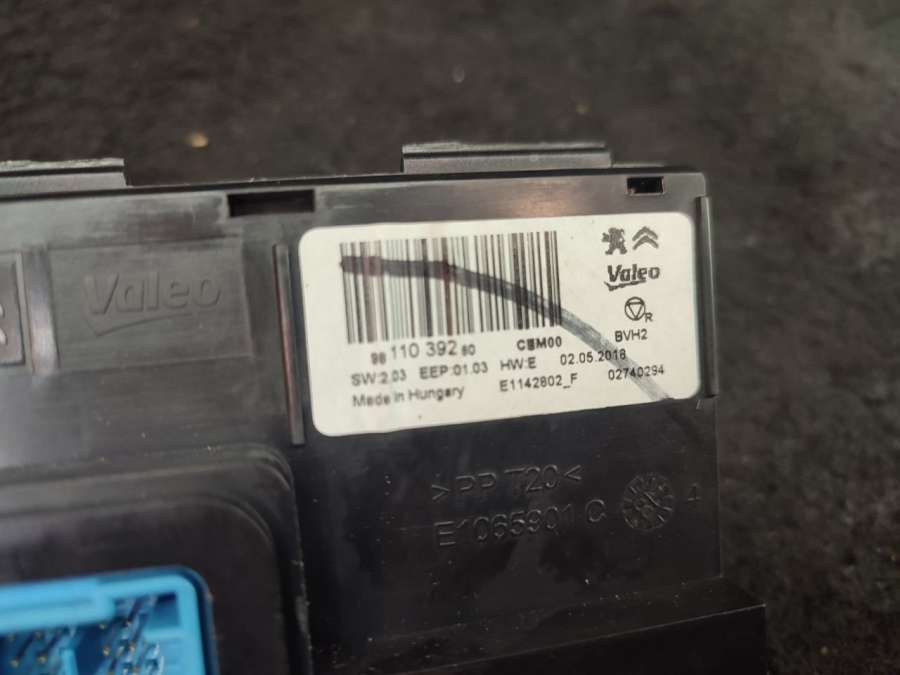 Valeo
Valeo
R
BVH2
98 110 392 80 CEM00
SW:2.03 EEP:01.03 HW:E 02.05.2018
Made in Hungary E1142802_F 02740294
>PP T20<
E1065901 C
4